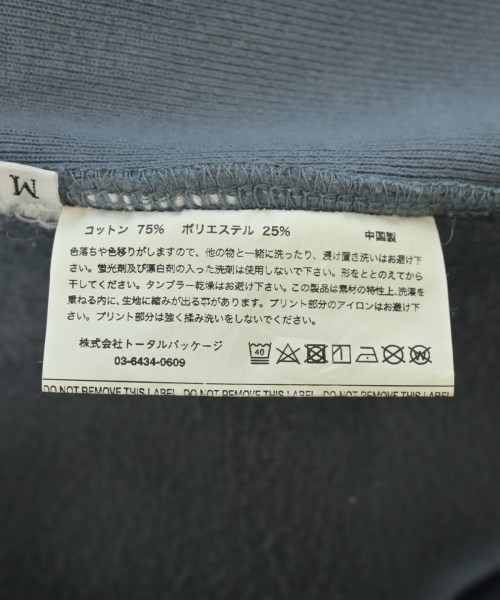 M
コットン 75% ポリエステル 25% 中国製
色落ちや色移りがしますので、他の物と一緒に洗ったり、浸け置き洗いはお避け下
さい。蛍光剤及び漂白剤の入った洗剤は使用しないで下さい。形をととのえてから
干してください。タンブラー乾燥はお避け下さい。この製品は素材の特性上、洗濯を
重ねる内に、生地に縮みが出る事があります。プリント部分のアイロンはお避け下
さい。プリント部分は強く揉み洗いをしないでください。
株式会社トータルパッケージ
03-6434-0609
40
W
DO NOT REMOVE THIS LABEL DO NOT REMOVE THIS LABEL DO NOT REMOVE THIS LABEL